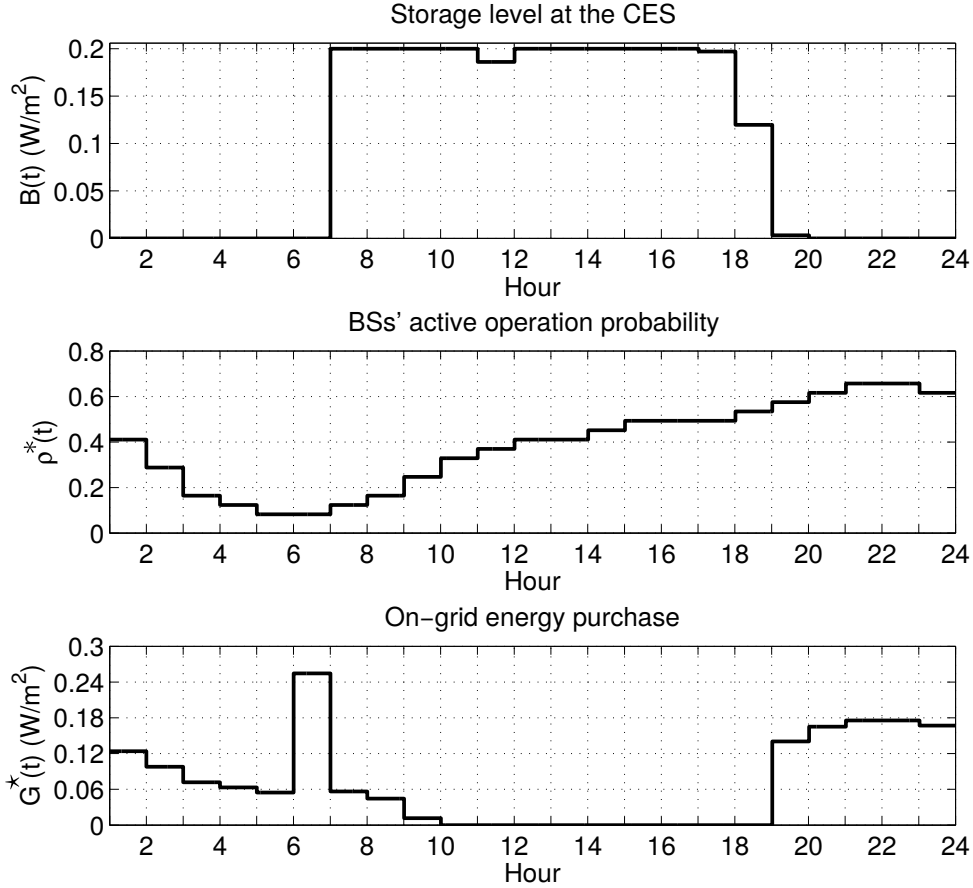 Storage level at the CES
B(t) (W/m²)
0.2
0.15
0.1
0.05
0
2 4 6 8 10 12 14 16 18 20 22 24
Hour
BSs' active operation probability
ρ*(t)
0.8
0.6
0.4
0.2
0
2 4 6 8 10 12 14 16 18 20 22 24
Hour
On−grid energy purchase
G★(t) (W/m²)
0.3
0.24
0.18
0.12
0.06
0
2 4 6 8 10 12 14 16 18 20 22 24
Hour